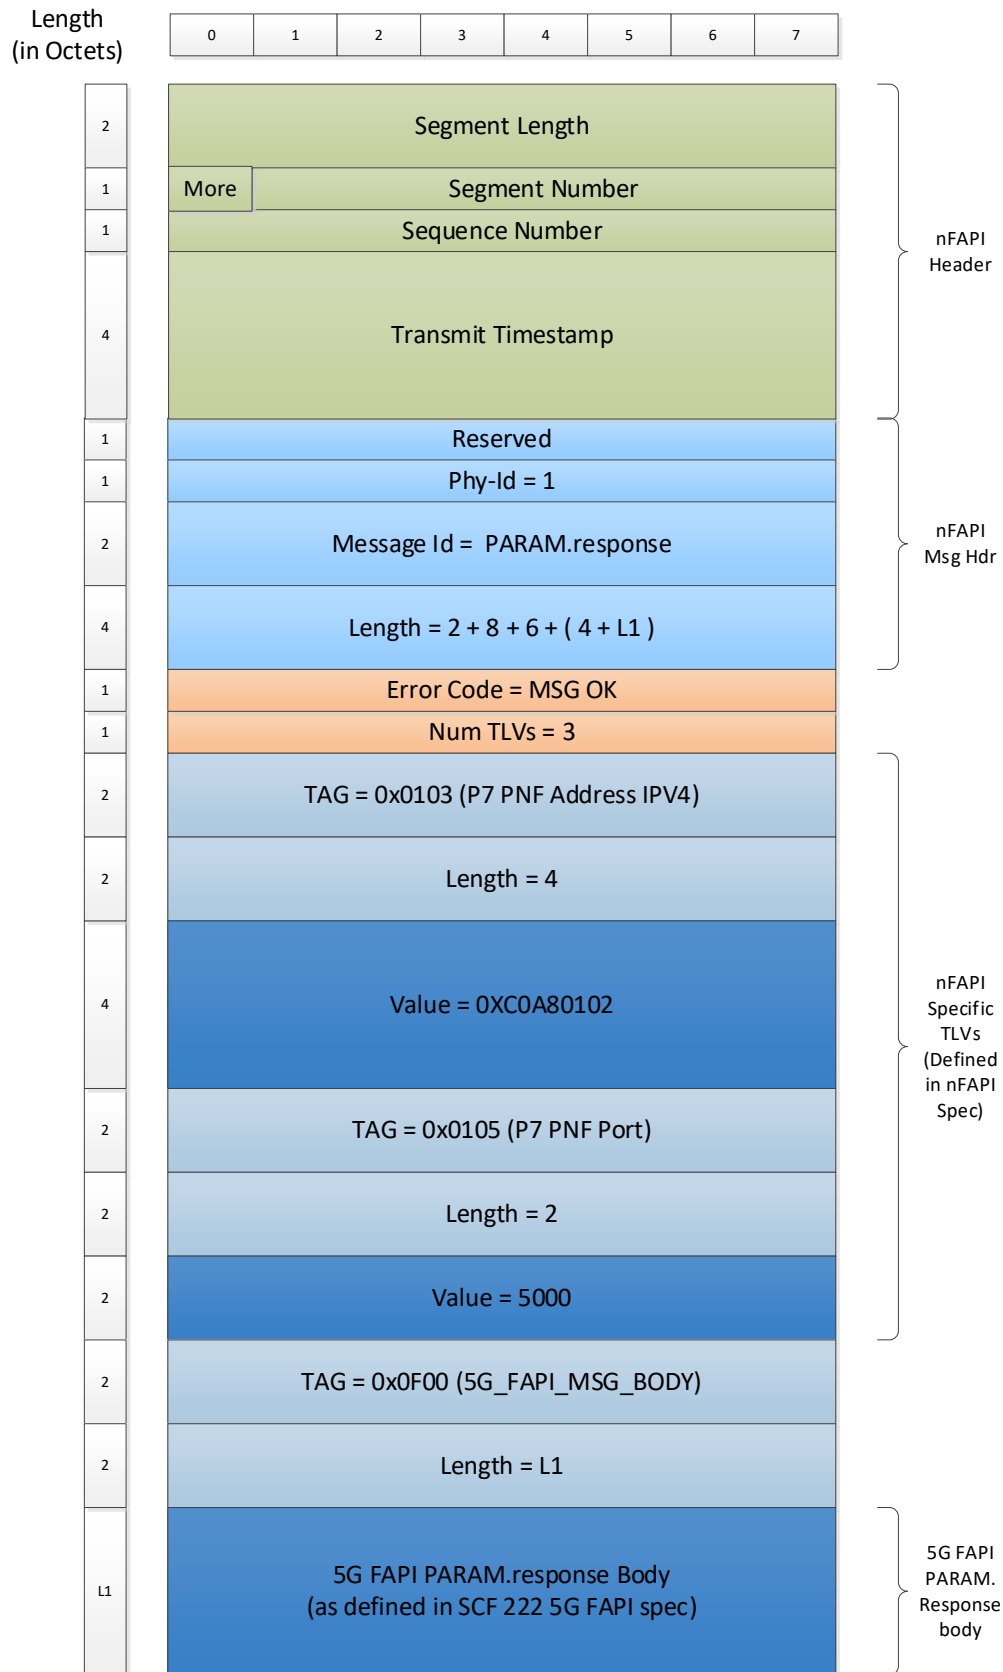 Length
(in Octets)
0 1 2 3 4 5 6 7
2
Segment Length
1
More
Segment Number
1
Sequence Number
nFAPI
Header
4
Transmit Timestamp
1
Reserved
1
Phy-Id = 1
2
Message Id = PARAM.response
nFAPI
Msg Hdr
4
Length = 2 + 8 + 6 + ( 4 + L1 )
1
Error Code = MSG OK
1
Num TLVs = 3
2
TAG = 0x0103 (P7 PNF Address IPV4)
2
Length = 4
4
Value = 0XC0A80102
nFAPI
Specific
TLVs
(Defined
in nFAPI
Spec)
2
TAG = 0x0105 (P7 PNF Port)
2
Length = 2
2
Value = 5000
2
TAG = 0x0F00 (5G_FAPI_MSG_BODY)
2
Length = L1
L1
5G FAPI PARAM.response Body
(as defined in SCF 222 5G FAPI spec)
5G FAPI
PARAM.
Response
body